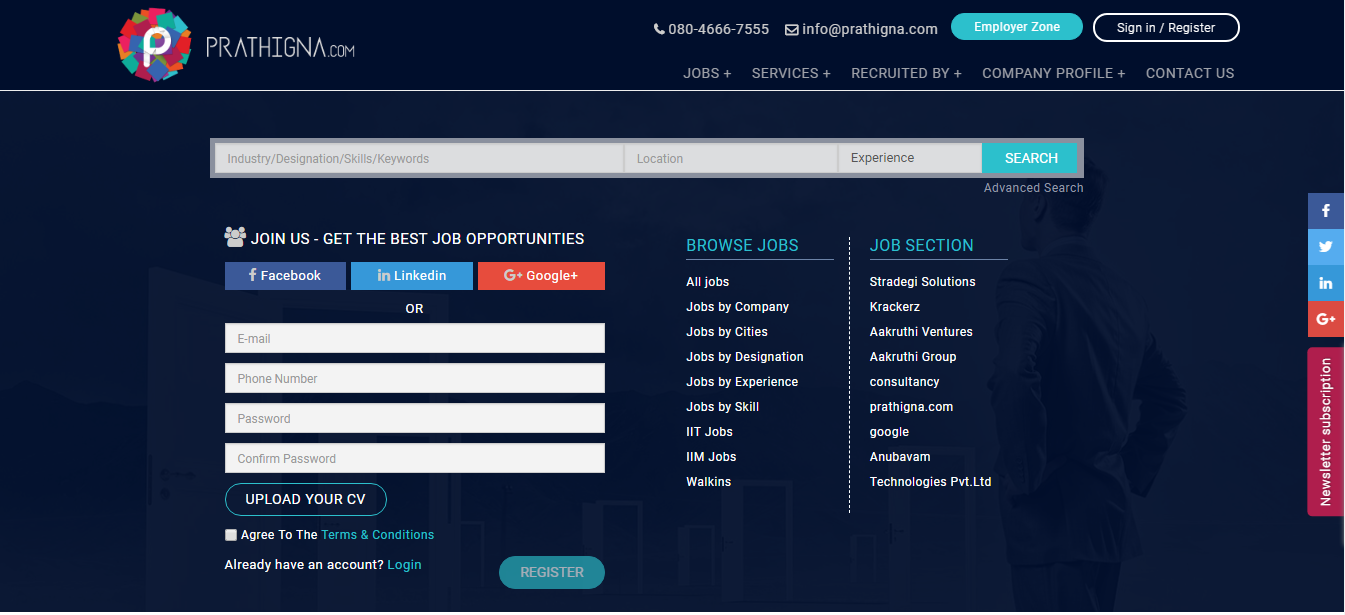 P PRATHIGNA.COM
080-4666-7555 info@prathigna.com Employer Zone Sign in / Register
JOBS + SERVICES + RECRUITED BY + COMPANY PROFILE + CONTACT US
Industry/Designation/Skills/Keywords Location Experience SEARCH
Advanced Search
JOIN US - GET THE BEST JOB OPPORTUNITIES
f Facebook in Linkedin G+ Google+
OR
E-mail
Phone Number
Password
Confirm Password
UPLOAD YOUR CV
Agree To The Terms & Conditions
Already have an account? Login
REGISTER
BROWSE JOBS
All jobs
Jobs by Company
Jobs by Cities
Jobs by Designation
Jobs by Experience
Jobs by Skill
IIT Jobs
IIM Jobs
Walkins
JOB SECTION
Stradegi Solutions
Krackerz
Aakruthi Ventures
Aakruthi Group
consultancy
prathigna.com
google
Anubavam
Technologies Pvt.Ltd
f
in
G+
Newsletter subscription